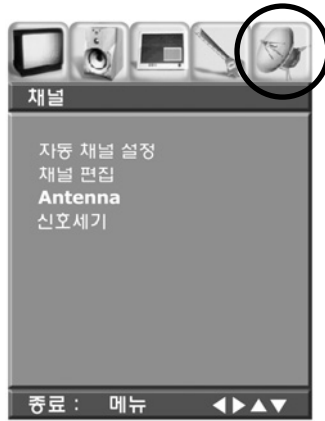 채널
자동 채널 설정
채널 편집
Antenna
신호세기
종료 : 메뉴 ◀▶▲▼